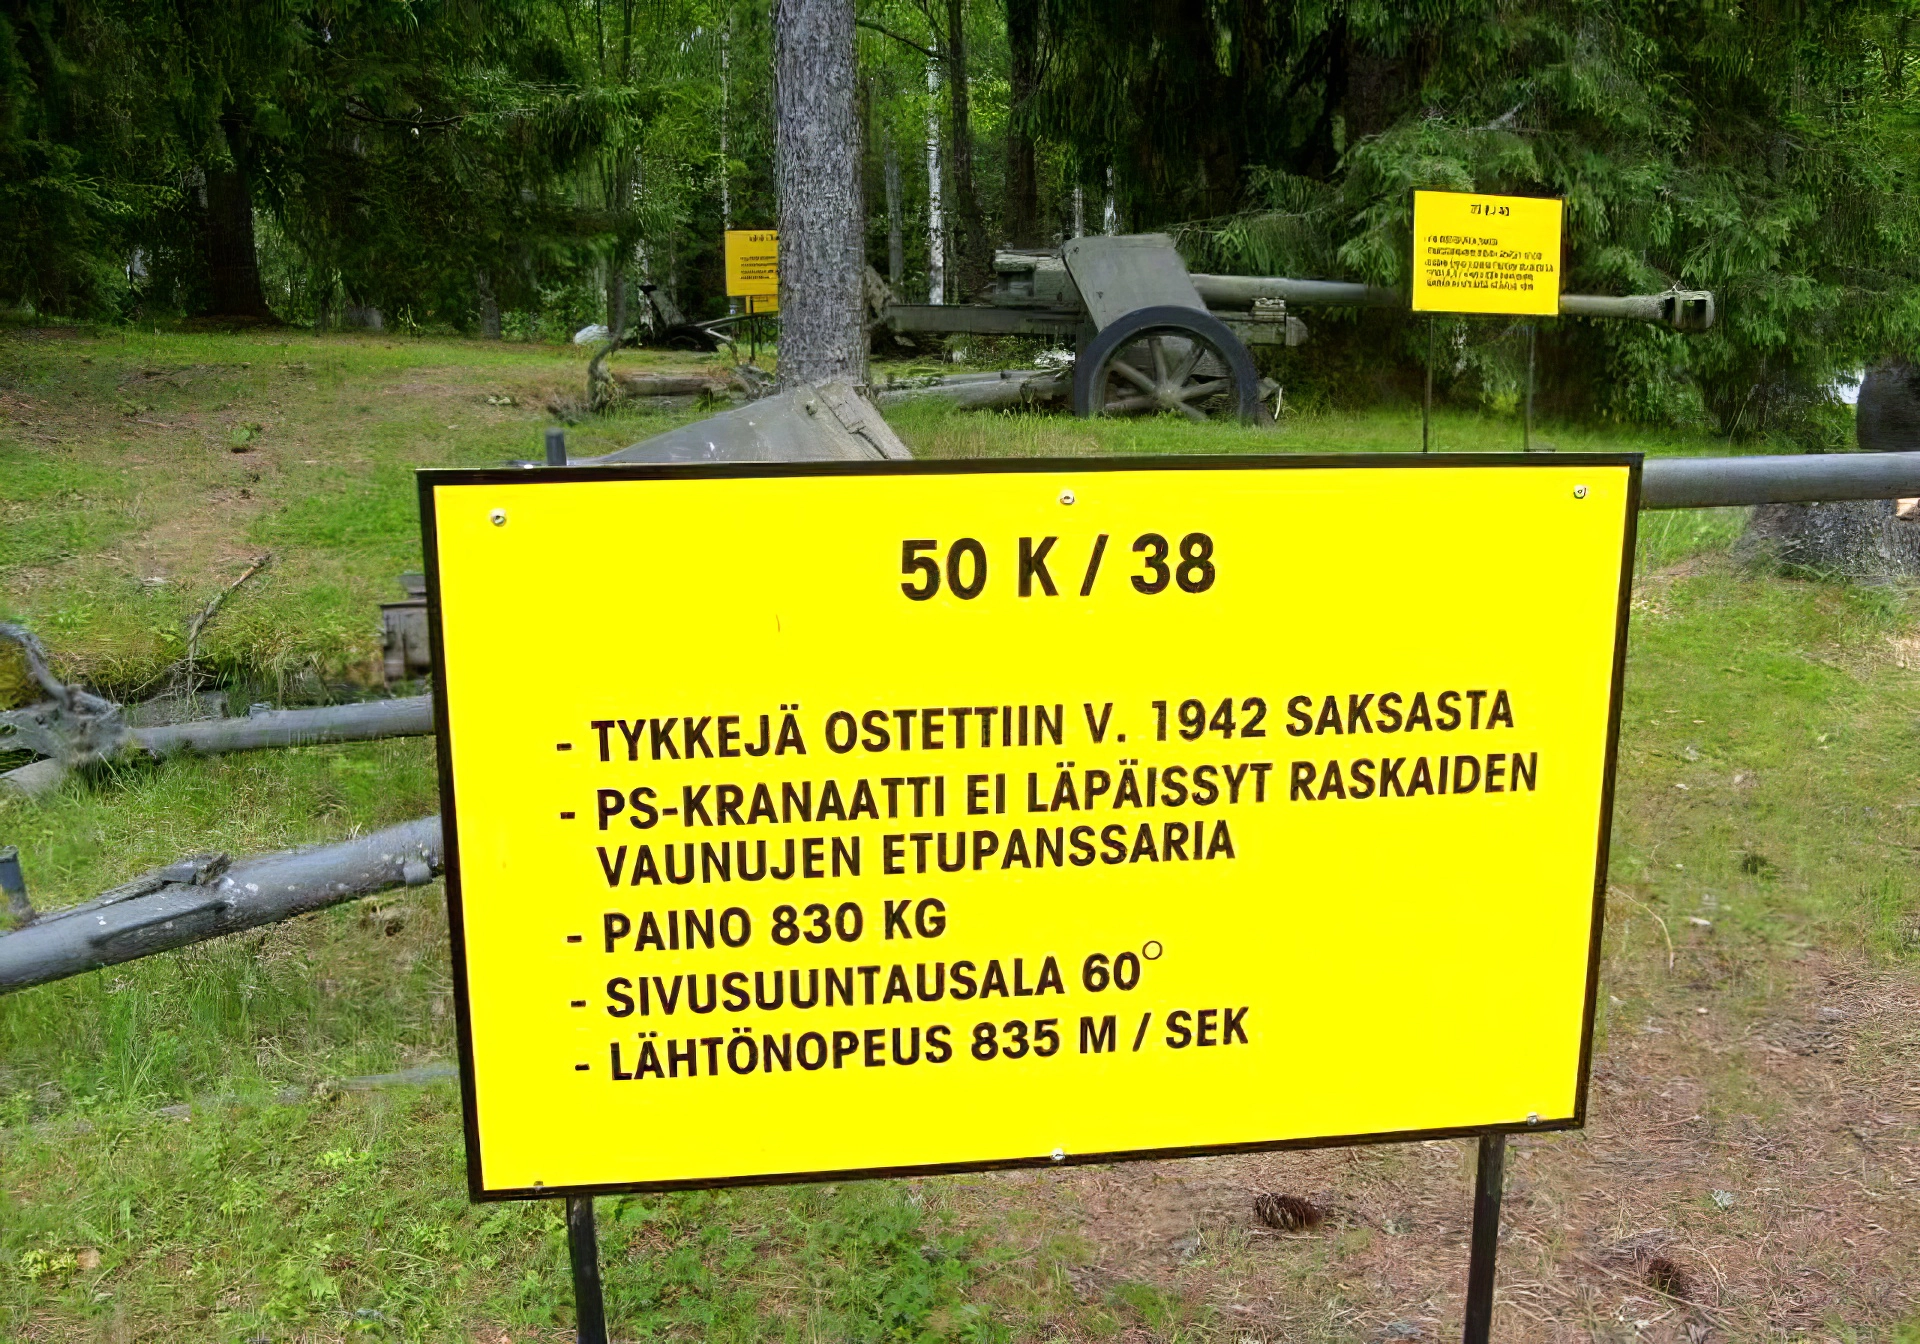 50 K / 38
- TYKKEJÄ OSTETTIIN V. 1942 SAKSASTA
- PS-KRANAATTI EI LÄPÄISSYT RASKAIDEN
VAUNUJEN ETUPANSSARIA
- PAINO 830 KG
- SIVUSUUNTAUSALA 60°
- LÄHTÖNOPEUS 835 M / SEK